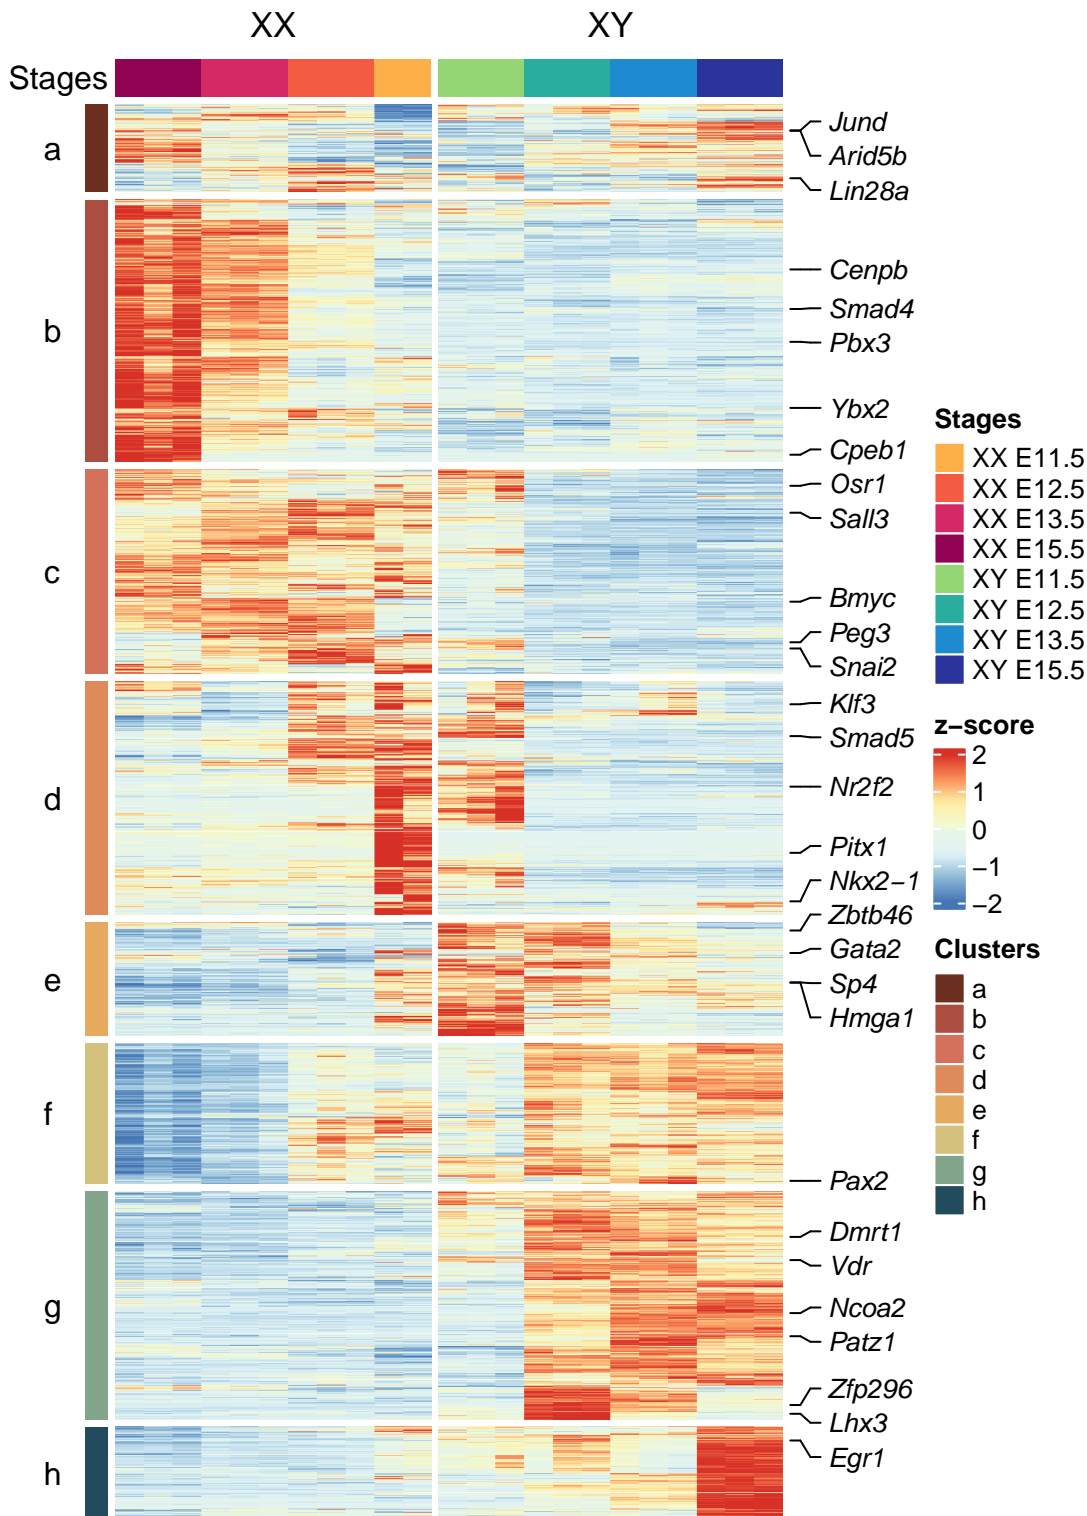 XX XY
Stages
a
b
c
d
e
f
g
h
Jund
Arid5b
Lin28a
Cenpb
Smad4
Pbx3
Ybx2
Cpeb1
Osr1
Sall3
Bmyc
Peg3
Snai2
Klf3
Smad5
Nr2f2
Pitx1
Nkx2−1
Zbtb46
Gata2
Sp4
Hmga1
Pax2
Dmrt1
Vdr
Ncoa2
Patz1
Zfp296
Lhx3
Egr1
Stages
XX E11.5
XX E12.5
XX E13.5
XX E15.5
XY E11.5
XY E12.5
XY E13.5
XY E15.5
z−score
2
1
0
−1
−2
Clusters
a
b
c
d
e
f
g
h